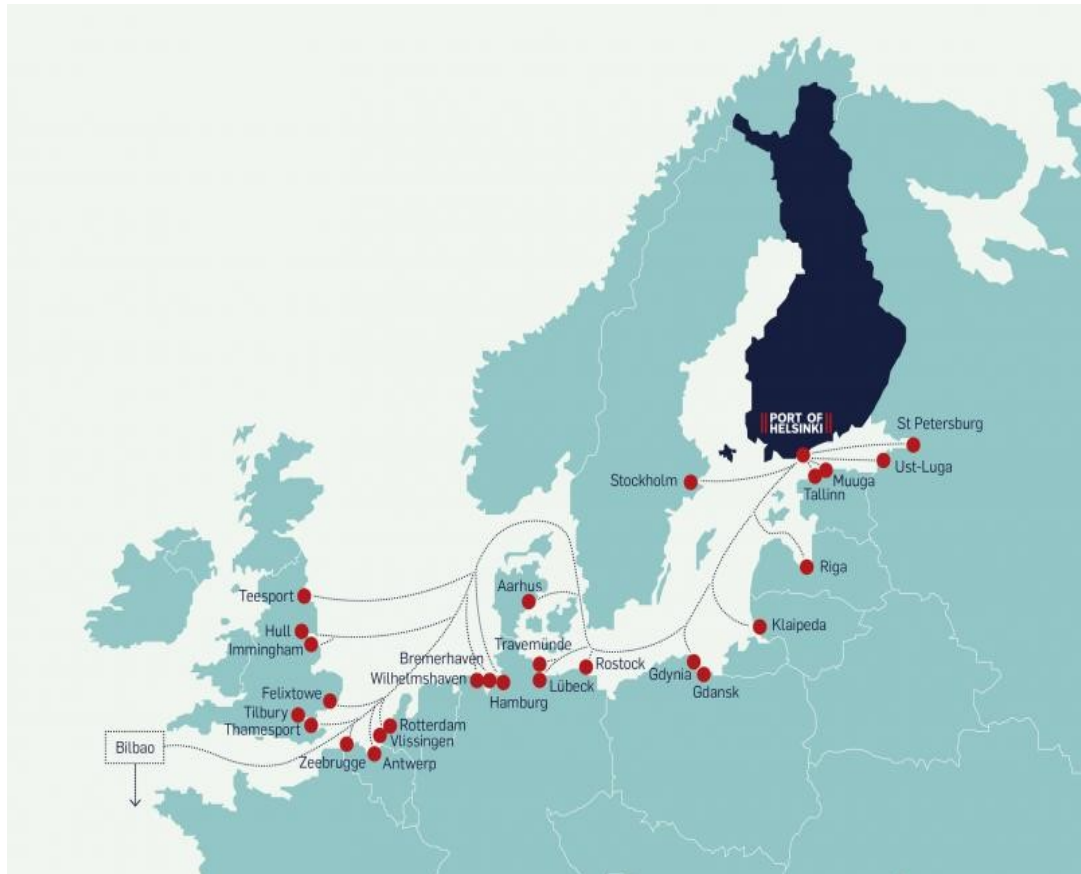 PORT OF
HELSINKI
St Petersburg
Ust-Luga
Muuga
Tallinn
Stockholm
Riga
Aarhus
Teesport
Klaipeda
Hull
Immingham
Travemünde
Bremerhaven
Rostock
Wilhelmshaven
Gdynia
Lübeck
Gdansk
Hamburg
Felixtowe
Tilbury
Thamesport
Rotterdam
Vlissingen
Bilbao
Zeebrugge
Antwerp